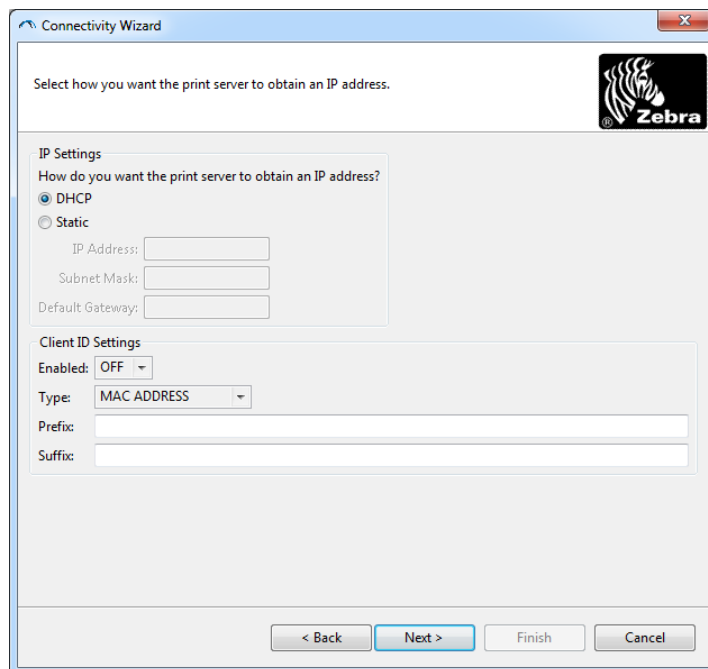 Connectivity Wizard
Select how you want the print server to obtain an IP address.
® Zebra
IP Settings
How do you want the print server to obtain an IP address?
DHCP
Static
IP Address:
Subnet Mask:
Default Gateway:
Client ID Settings
Enabled: OFF
Type: MAC ADDRESS
Prefix:
Suffix:
< Back Next > Finish Cancel